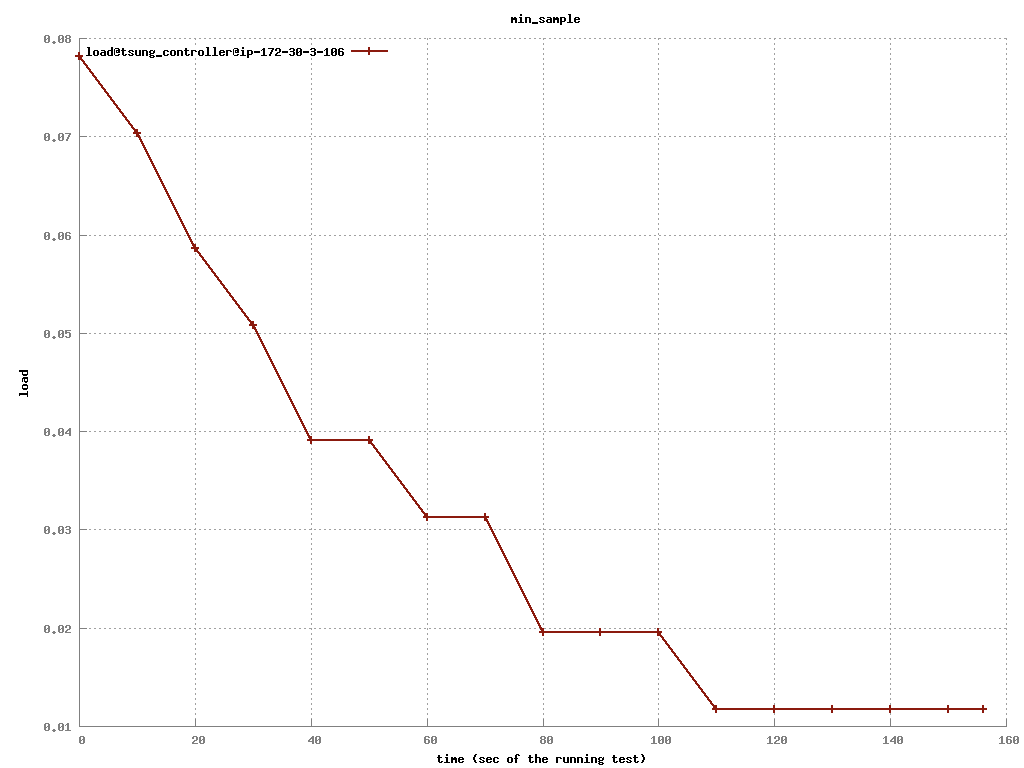 min_sample
load@tsung_controller@ip-172-30-3-106
0.08
0.07
0.06
0.05
0.04
0.03
0.02
0.01
load
0 20 40 60 80 100 120 140 160
time (sec of the running test)